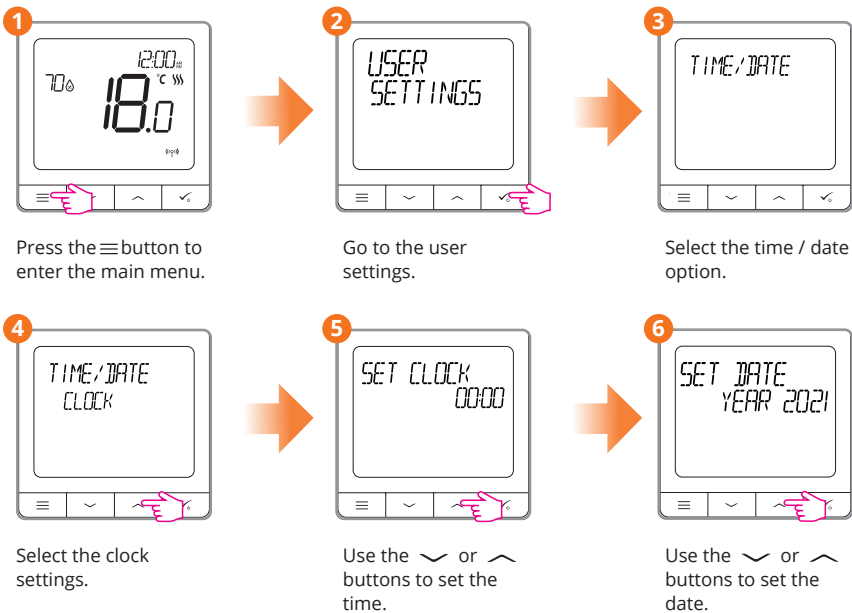 1
12:00
70
°C
18.0
Press the ≡ button to
enter the main menu.
2
USER
SETTINGS
Go to the user
settings.
3
TIME/DATE
Select the time / date
option.
4
TIME/DATE
CLOCK
Select the clock
settings.
5
SET CLOCK
00:00
Use the ﹀ or ︿
buttons to set the
time.
6
SET DATE
YEAR 2021
Use the ﹀ or ︿
buttons to set the
date.